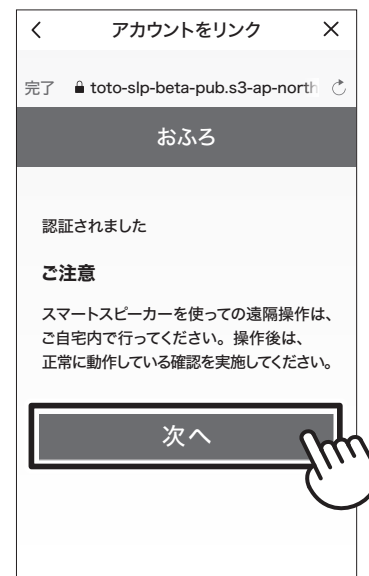 アカウントをリンク
完了 toto-slp-beta-pub.s3-ap-north
おふろ
認証されました
ご注意
スマートスピーカーを使っての遠隔操作は、
ご自宅内で行ってください。操作後は、
正常に動作している確認を実施してください。
次へ